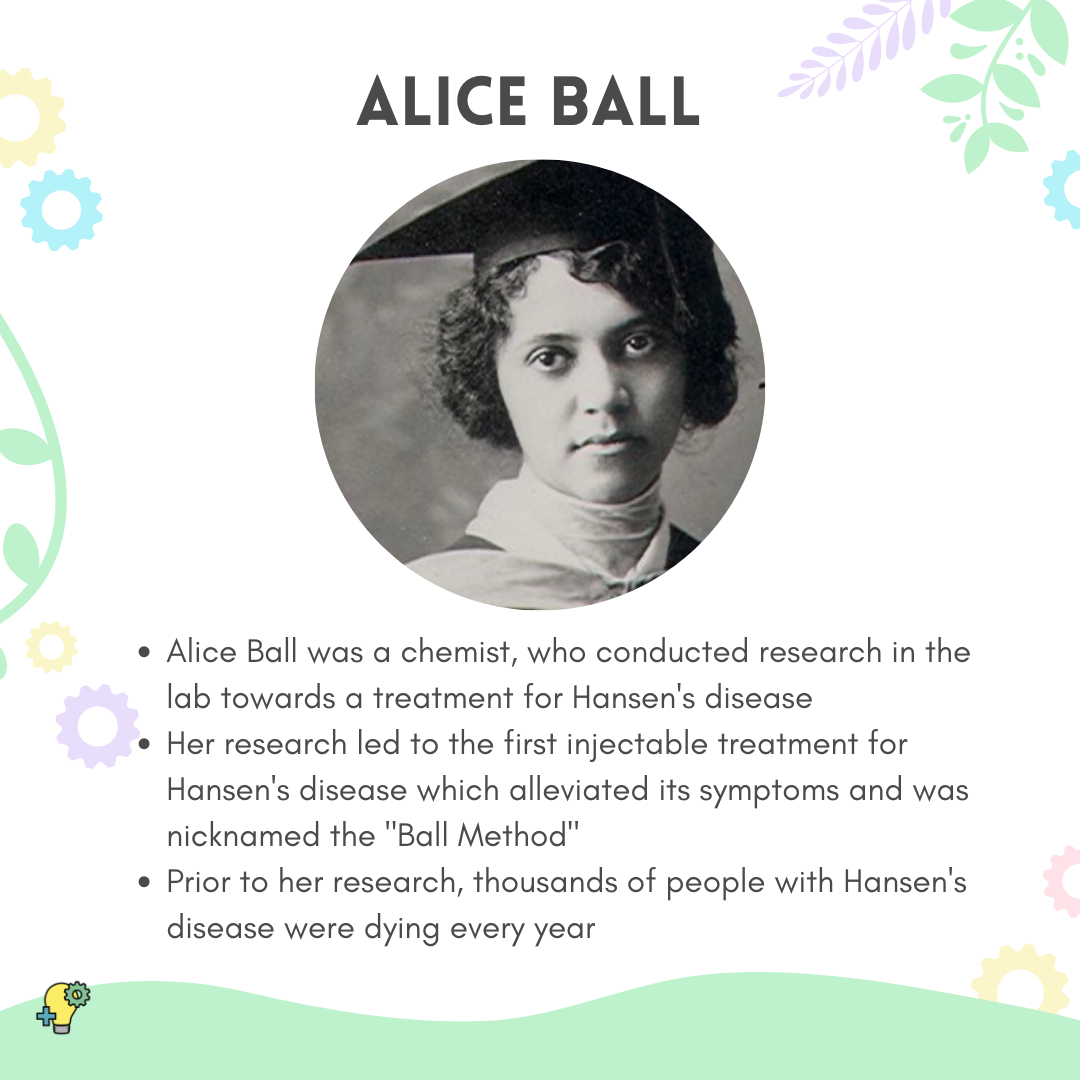 ALICE BALL
• Alice Ball was a chemist, who conducted research in the
lab towards a treatment for Hansen's disease
• Her research led to the first injectable treatment for
Hansen's disease which alleviated its symptoms and was
nicknamed the "Ball Method"
• Prior to her research, thousands of people with Hansen's
disease were dying every year